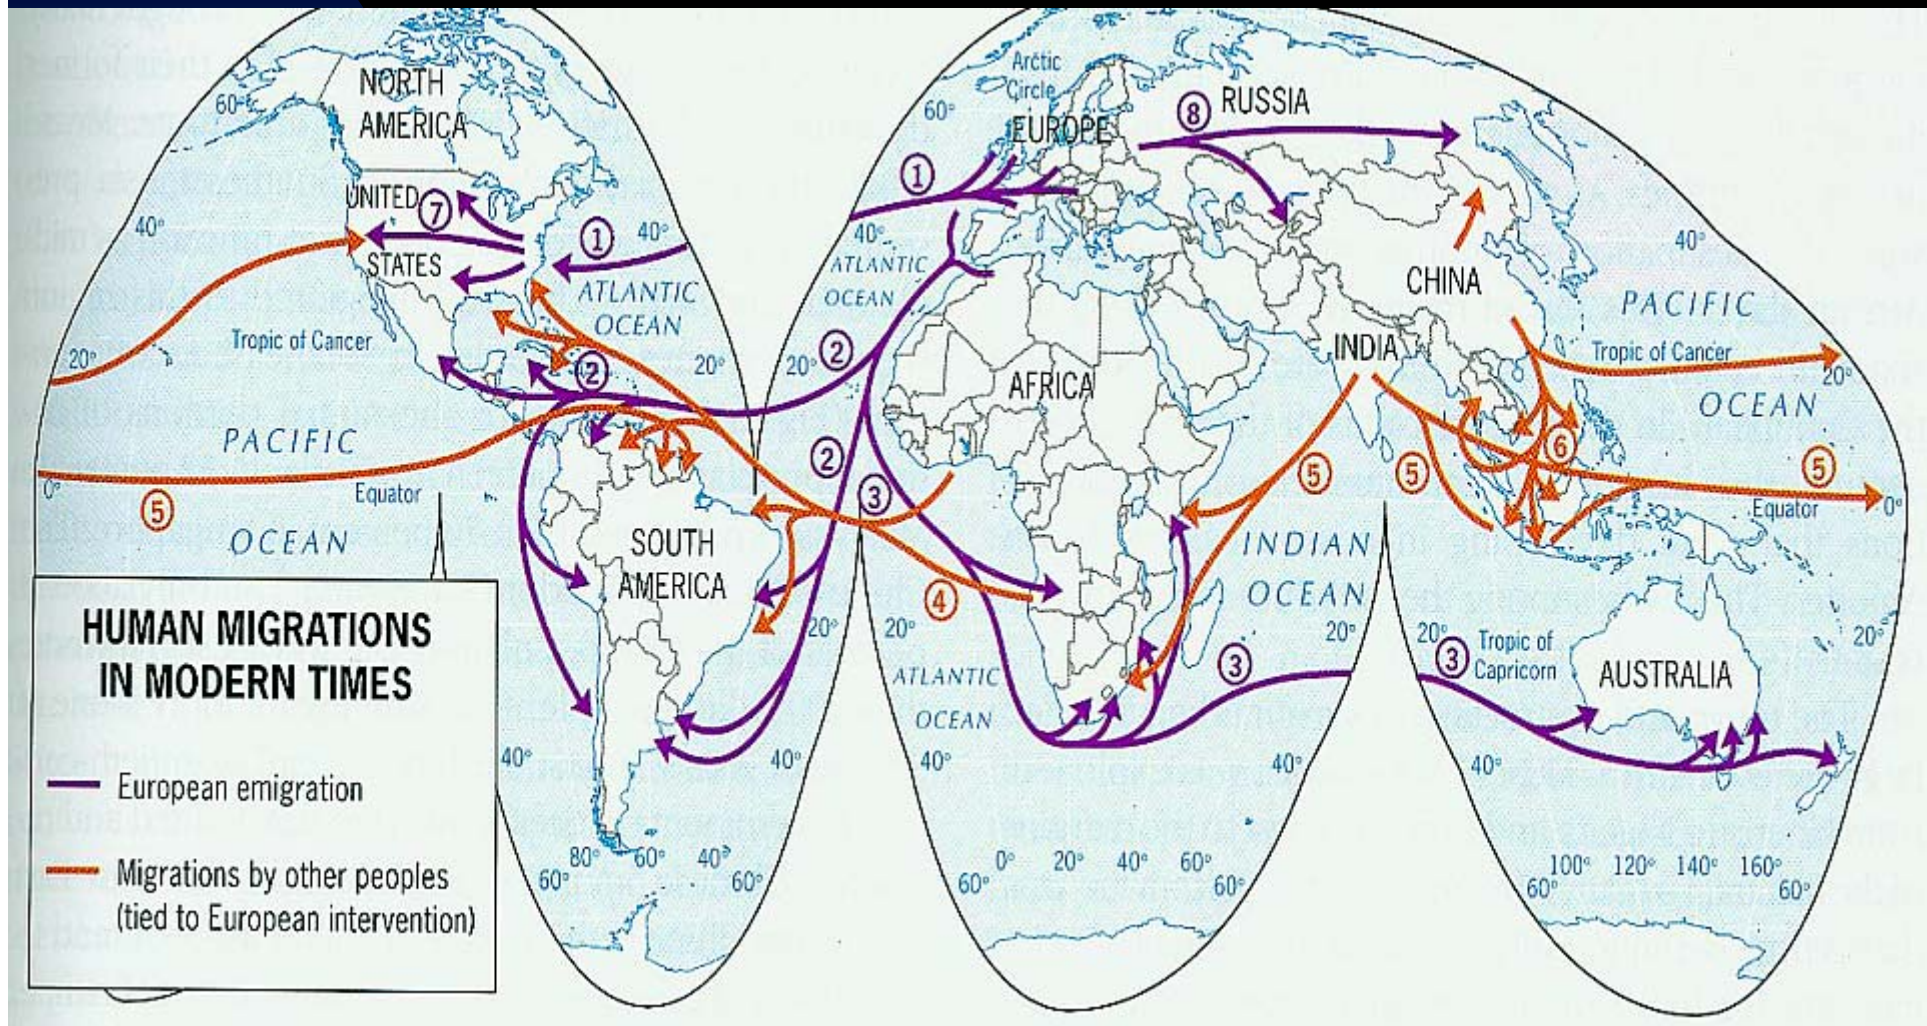 NORTH
AMERICA
60°
UNITED
7
STATES
1
40°
40°
ATLANTIC
OCEAN
Tropic of Cancer
20°
20°
2
PACIFIC
Equator
0°
5
OCEAN
SOUTH
AMERICA
20°
40°
40°
80°
60°
40°
60°
60°
HUMAN MIGRATIONS
IN MODERN TIMES
European emigration
Migrations by other peoples
(tied to European intervention)
Arctic
Circle
60°
EUROPE
8
RUSSIA
1
40°
ATLANTIC
OCEAN
2
20°
AFRICA
2
3
4
20°
ATLANTIC
OCEAN
40°
INDIA
CHINA
5
INDIAN
OCEAN
20°
3
40°
0°
20°
40°
60°
60°
60°
40°
PACIFIC
Tropic of Cancer
20°
OCEAN
6
5
5
Equator
0°
20°
Tropic of
Capricorn
3
AUSTRALIA
20°
40°
40°
100°
120°
140°
160°
60°
60°